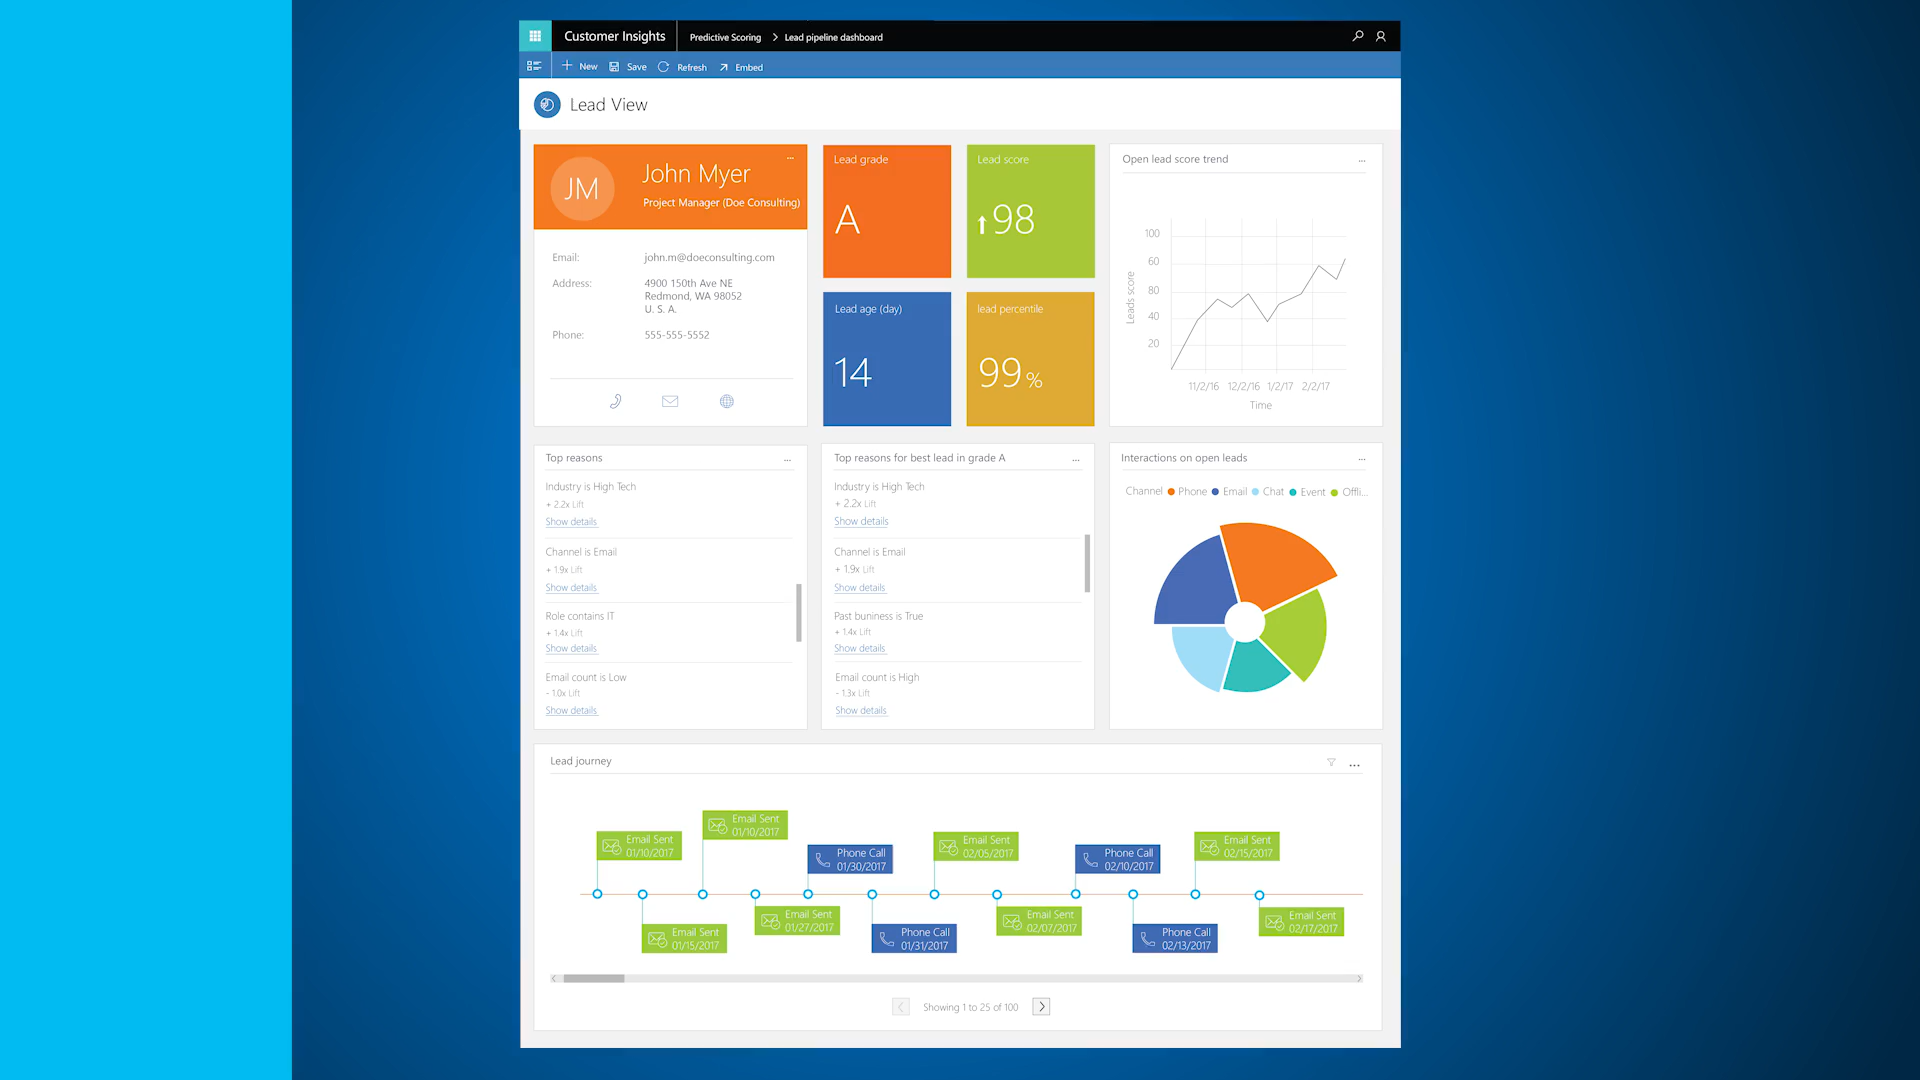 Customer Insights
Predictive Scoring > Lead pipeline dashboard
New Save Refresh Embed
Lead View
JM
John Myer
Project Manager (Doe Consulting)
Email: john.m@doeconsulting.com
Address: 4900 150th Ave NE
Redmond, WA 98052
U. S. A.
Phone: 555-555-5552
Lead grade
A
Lead score
98
Lead age (day)
14
lead percentile
99 %
Open lead score trend
...
100
60
80
40
20
Leads score
11/2/16 12/2/16 1/2/17 2/2/17
Time
Top reasons
...
Industry is High Tech
+ 2.2x Lift
Show details
Channel is Email
+ 1.9x Lift
Show details
Role contains IT
+ 1.4x Lift
Show details
Email count is Low
- 1.0x Lift
Show details
Top reasons for best lead in grade A
...
Industry is High Tech
+ 2.2x Lift
Show details
Channel is Email
+ 1.9x Lift
Show details
Past buniness is True
+ 1.4x Lift
Show details
Email count is High
- 1.3x Lift
Show details
Interactions on open leads
...
Channel Phone Email Chat Event Offli...
Lead journey
...
Email Sent
01/10/2017
Email Sent
01/15/2017
Email Sent
01/10/2017
Email Sent
01/27/2017
Phone Call
01/30/2017
Phone Call
01/31/2017
Email Sent
02/05/2017
Email Sent
02/07/2017
Phone Call
02/10/2017
Phone Call
02/13/2017
Email Sent
02/15/2017
Email Sent
02/17/2017
Showing 1 to 25 of 100